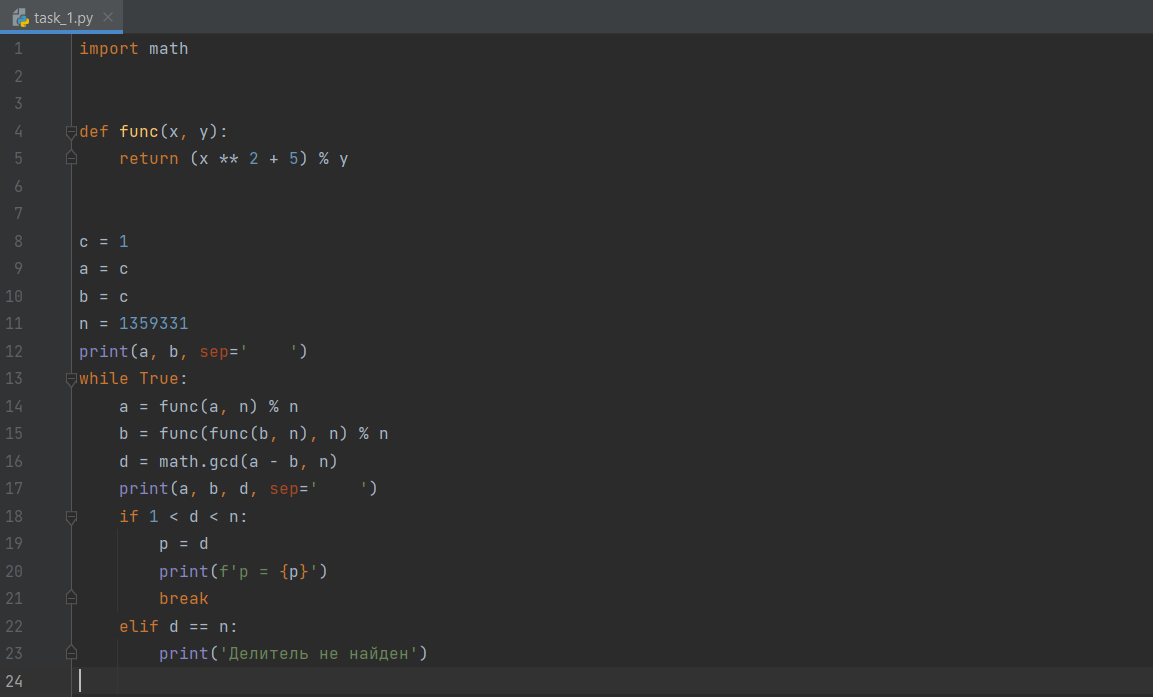 task_1.py
1 import math
2
3
4 def func(x, y):
5     return (x ** 2 + 5) % y
6
7
8 c = 1
9 a = c
10 b = c
11 n = 1359331
12 print(a, b, sep='    ')
13 while True:
14     a = func(a, n) % n
15     b = func(func(b, n), n) % n
16     d = math.gcd(a - b, n)
17     print(a, b, d, sep='    ')
18     if 1 < d < n:
19         p = d
20         print(f'p = {p}')
21         break
22     elif d == n:
23         print('Делитель не найден')
24